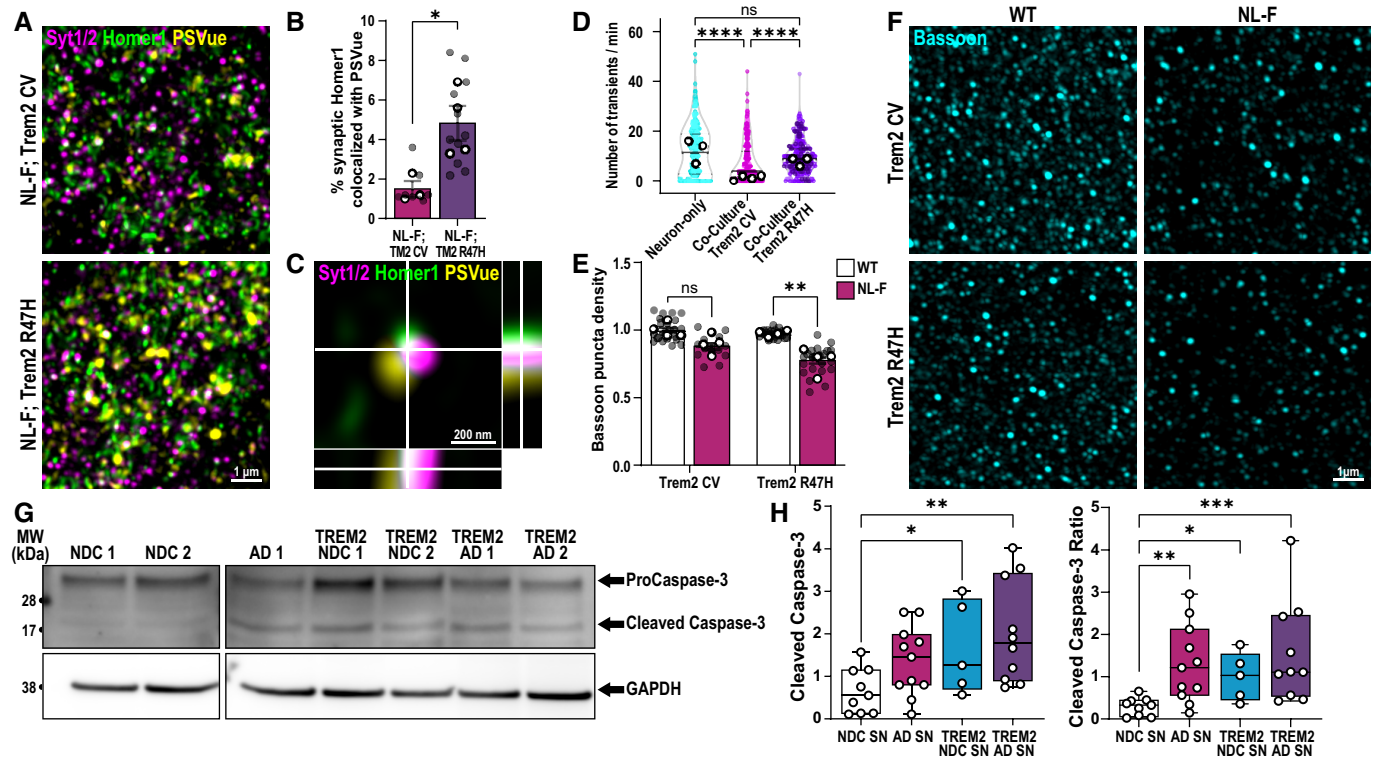 A
Syt1/2 Homer1 PSVue
NL-F; Trem2 CV
NL-F; Trem2 R47H
1 µm
B
% synaptic Homer1
colocalized with PSVue
10
8
6
4
2
0
*
NL-F;
TM2 CV
NL-F;
TM2 R47H
C
Syt1/2 Homer1 PSVue
200 nm
D
Number of transients / min
60
40
20
0
ns
**** ****
Neuron-only
Co-Culture
Trem2 CV
Co-Culture
Trem2 R47H
E
Bassoon puncta density
1.5
1.0
0.5
0.0
ns
**
WT
NL-F
Trem2 CV
Trem2 R47H
F
WT
NL-F
Bassoon
Trem2 CV
Trem2 R47H
1µm
G
MW
(kDa)
NDC 1
NDC 2
AD 1
TREM2
NDC 1
TREM2
NDC 2
TREM2
AD 1
TREM2
AD 2
28
17
38
ProCaspase-3
Cleaved Caspase-3
GAPDH
H
Cleaved Caspase-3
5
4
3
2
1
0
**
*
NDC SN
AD SN
TREM2
NDC SN
TREM2
AD SN
Cleaved Caspase-3 Ratio
5
4
3
2
1
0
***
*
**
NDC SN
AD SN
TREM2
NDC SN
TREM2
AD SN